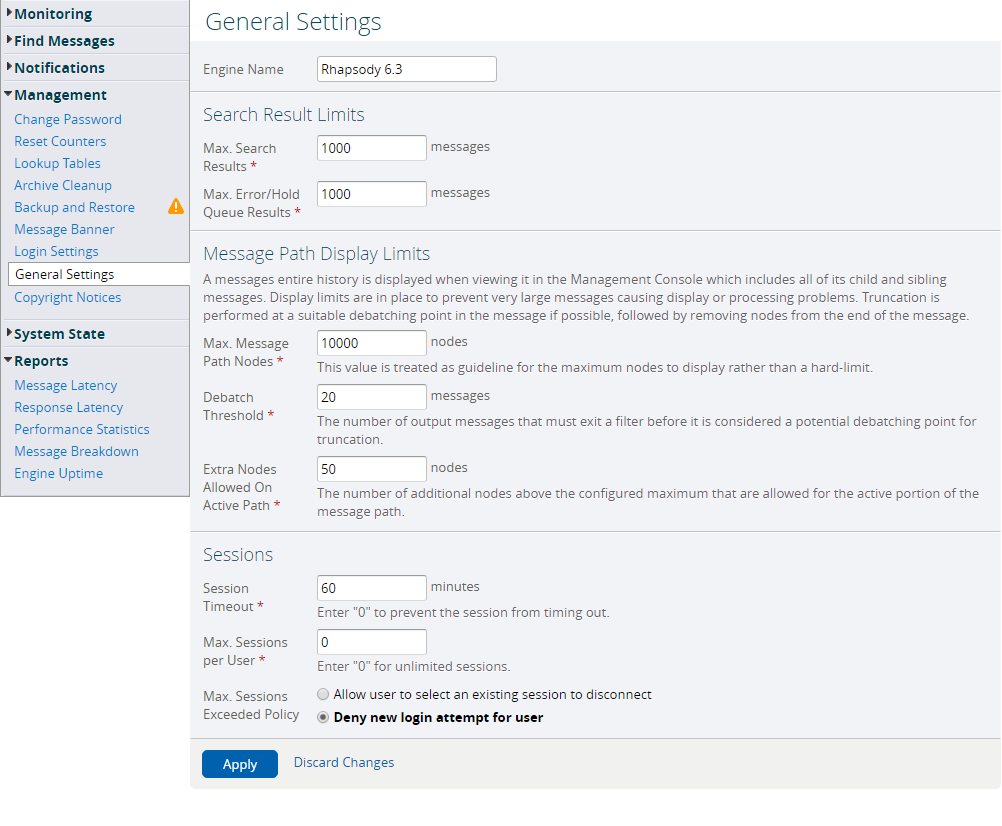 Monitoring
Find Messages
Notifications
Management
Change Password
Reset Counters
Lookup Tables
Archive Cleanup
Backup and Restore
Message Banner
Login Settings
General Settings
Copyright Notices
System State
Reports
Message Latency
Response Latency
Performance Statistics
Message Breakdown
Engine Uptime
General Settings
Engine Name Rhapsody 6.3
Search Result Limits
Max. Search
Results * 1000 messages
Max. Error/Hold
Queue Results * 1000 messages
Message Path Display Limits
A messages entire history is displayed when viewing it in the Management Console which includes all of its child and sibling
messages. Display limits are in place to prevent very large messages causing display or processing problems. Truncation is
performed at a suitable debatching point in the message if possible, followed by removing nodes from the end of the message.
Max. Message
Path Nodes * 10000 nodes
This value is treated as guideline for the maximum nodes to display rather than a hard-limit.
Debatch
Threshold * 20 messages
The number of output messages that must exit a filter before it is considered a potential debatching point for
truncation.
Extra Nodes
Allowed On
Active Path * 50 nodes
The number of additional nodes above the configured maximum that are allowed for the active portion of the
message path.
Sessions
Session
Timeout * 60 minutes
Enter "0" to prevent the session from timing out.
Max. Sessions
per User * 0
Enter "0" for unlimited sessions.
Max. Sessions
Exceeded Policy
Allow user to select an existing session to disconnect
Deny new login attempt for user
Apply Discard Changes